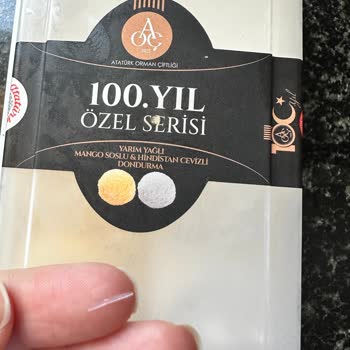 AOÇ
ATATÜRK ORMAN ÇİFTLİĞİ
100.YIL
ÖZEL SERİSİ
YARIM YAĞLI
MANGO SOSLU & HİNDİSTAN CEVİZLİ
DONDURMA